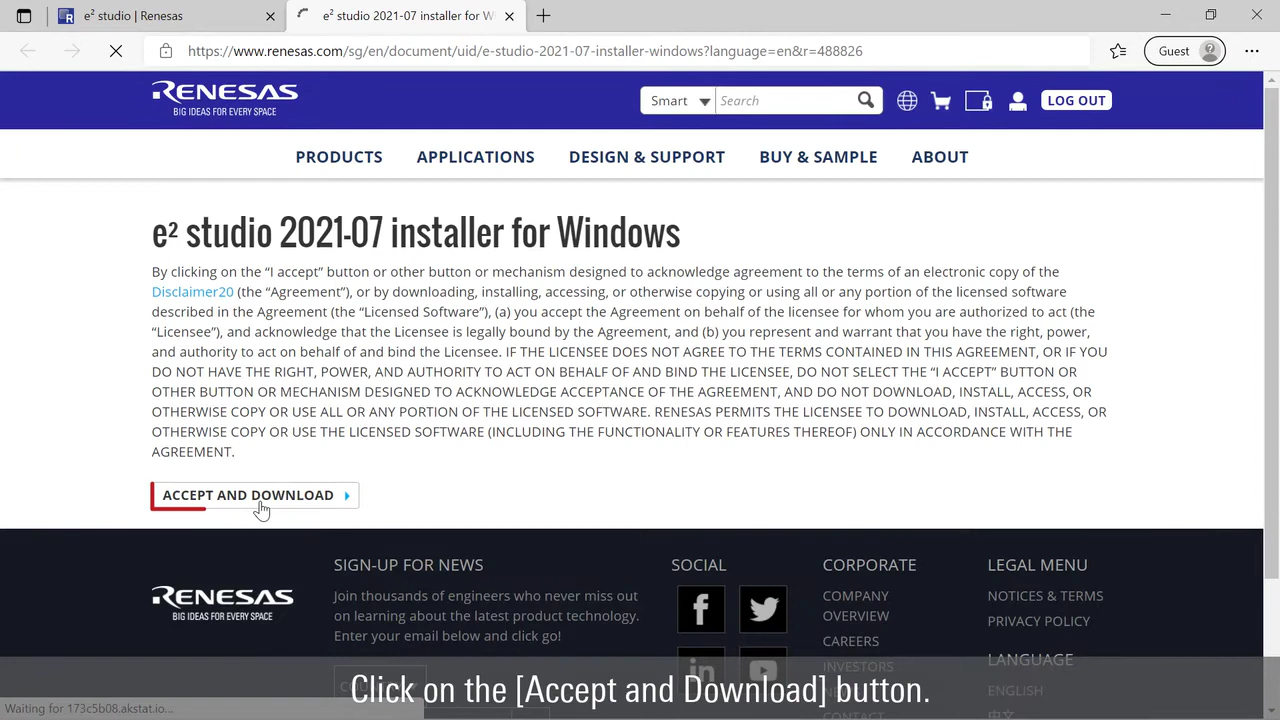 e² studio | Renesas
e² studio 2021-07 installer for W
https://www.renesas.com/sg/en/document/uid/e-studio-2021-07-installer-windows?language=en&r=488826
Guest
RENESAS
BIG IDEAS FOR EVERY SPACE
Smart
Search
LOG OUT
PRODUCTS
APPLICATIONS
DESIGN & SUPPORT
BUY & SAMPLE
ABOUT
e² studio 2021-07 installer for Windows
By clicking on the “I accept” button or other button or mechanism designed to acknowledge agreement to the terms of an electronic copy of the
Disclaimer20 (the “Agreement”), or by downloading, installing, accessing, or otherwise copying or using all or any portion of the licensed software
described in the Agreement (the “Licensed Software”), (a) you accept the Agreement on behalf of the licensee for whom you are authorized to act (the
“Licensee”), and acknowledge that the Licensee is legally bound by the Agreement, and (b) you represent and warrant that you have the right, power,
and authority to act on behalf of and bind the Licensee. IF THE LICENSEE DOES NOT AGREE TO THE TERMS CONTAINED IN THIS AGREEMENT, OR IF YOU
DO NOT HAVE THE RIGHT, POWER, AND AUTHORITY TO ACT ON BEHALF OF AND BIND THE LICENSEE, DO NOT SELECT THE “I ACCEPT” BUTTON OR
OTHER BUTTON OR MECHANISM DESIGNED TO ACKNOWLEDGE ACCEPTANCE OF THE AGREEMENT, AND DO NOT DOWNLOAD, INSTALL, ACCESS, OR
OTHERWISE COPY OR USE ALL OR ANY PORTION OF THE LICENSED SOFTWARE. RENESAS PERMITS THE LICENSEE TO DOWNLOAD, INSTALL, ACCESS, OR
OTHERWISE COPY OR USE THE LICENSED SOFTWARE (INCLUDING THE FUNCTIONALITY OR FEATURES THEREOF) ONLY IN ACCORDANCE WITH THE
AGREEMENT.
ACCEPT AND DOWNLOAD
RENESAS
BIG IDEAS FOR EVERY SPACE
SIGN-UP FOR NEWS
Join thousands of engineers who never miss out
on learning about the latest product technology.
Enter your email below and click go!
SOCIAL
CORPORATE
COMPANY
OVERVIEW
CAREERS
INVESTORS
CONTACT
LEGAL MENU
NOTICES & TERMS
PRIVACY POLICY
LANGUAGE
ENGLISH
中文
Click on the [Accept and Download] button.
Waiting for 173c5b08.akstat.io...